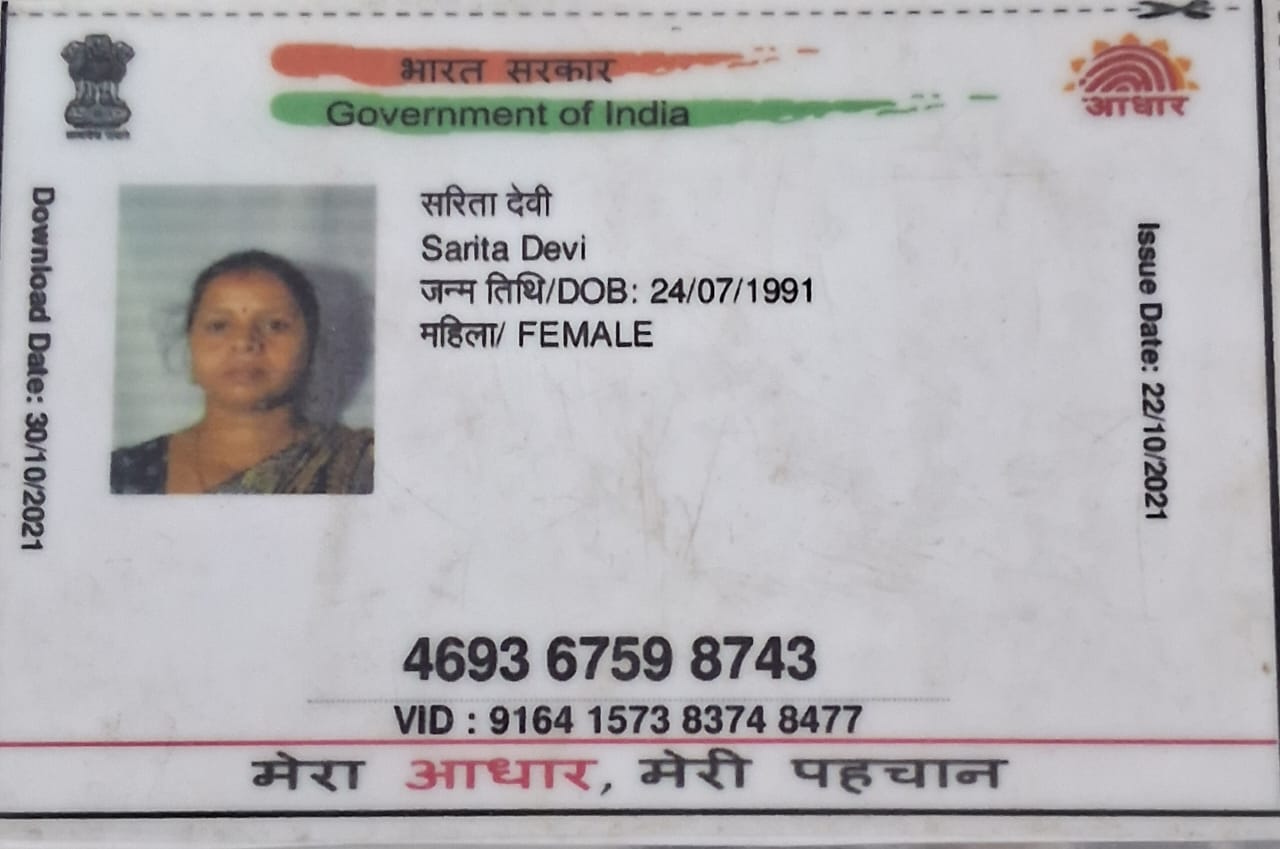 भारत सरकार
Government of India
आधार
Download Date: 30/10/2021
सरिता देवी
Sarita Devi
जन्म तिथि/DOB: 24/07/1991
महिला/ FEMALE
Issue Date: 22/10/2021
4693 6759 8743
VID : 9164 1573 8374 8477
मेरा आधार, मेरी पहचान